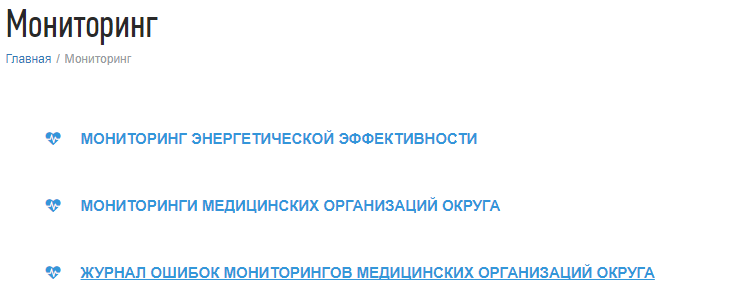 Мониторинг
Главная / Мониторинг
МОНИТОРИНГ ЭНЕРГЕТИЧЕСКОЙ ЭФФЕКТИВНОСТИ
МОНИТОРИНГИ МЕДИЦИНСКИХ ОРГАНИЗАЦИЙ ОКРУГА
ЖУРНАЛ ОШИБОК МОНИТОРИНГОВ МЕДИЦИНСКИХ ОРГАНИЗАЦИЙ ОКРУГА